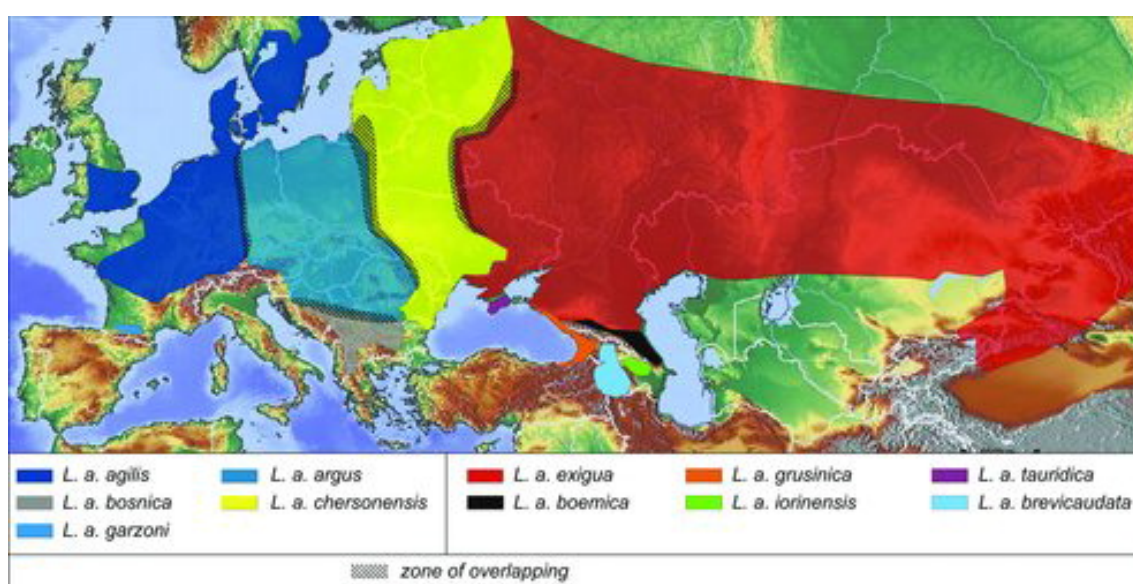 L. a. agilis
L. a. argus
L. a. exigua
L. a. grusinica
L. a. tauridica
L. a. bosnica
L. a. chersonensis
L. a. boemica
L. a. iorinensis
L. a. brevicaudata
L. a. garzoni
zone of overlapping